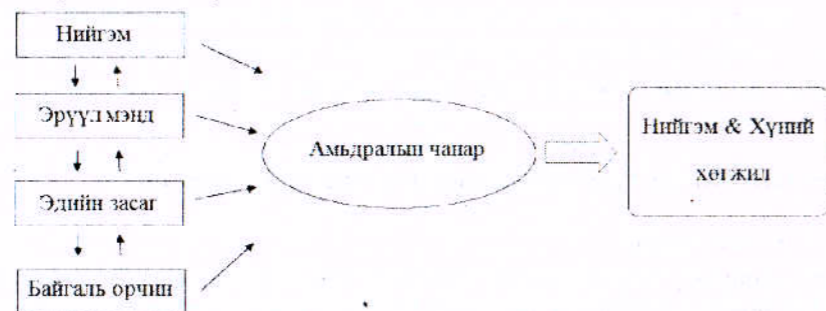 Нийгэм
Эрүүл мэнд
Эдийн засаг
Байгаль орчин
Амьдралын чанар
Нийгэм & Хүний
хөгжил